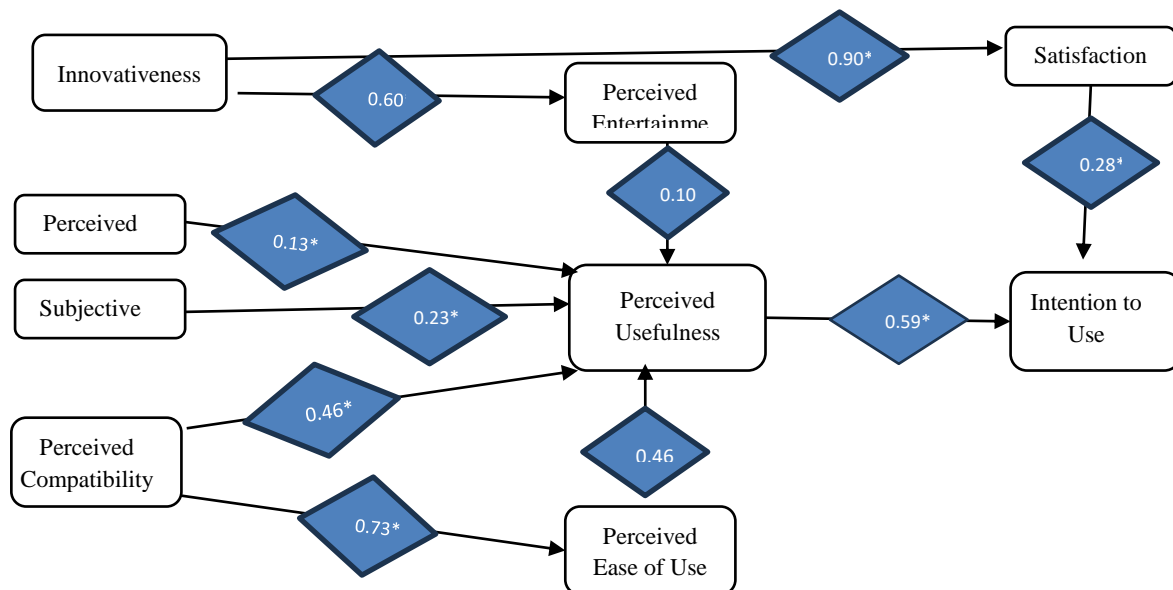 Innovativeness
0.90*
Satisfaction
0.60
Perceived
Entertainme
0.28*
0.10
Perceived
0.13*
Subjective
0.23*
Perceived
Usefulness
0.59*
Intention to
Use
0.46*
Perceived
Compatibility
0.46
0.73*
Perceived
Ease of Use